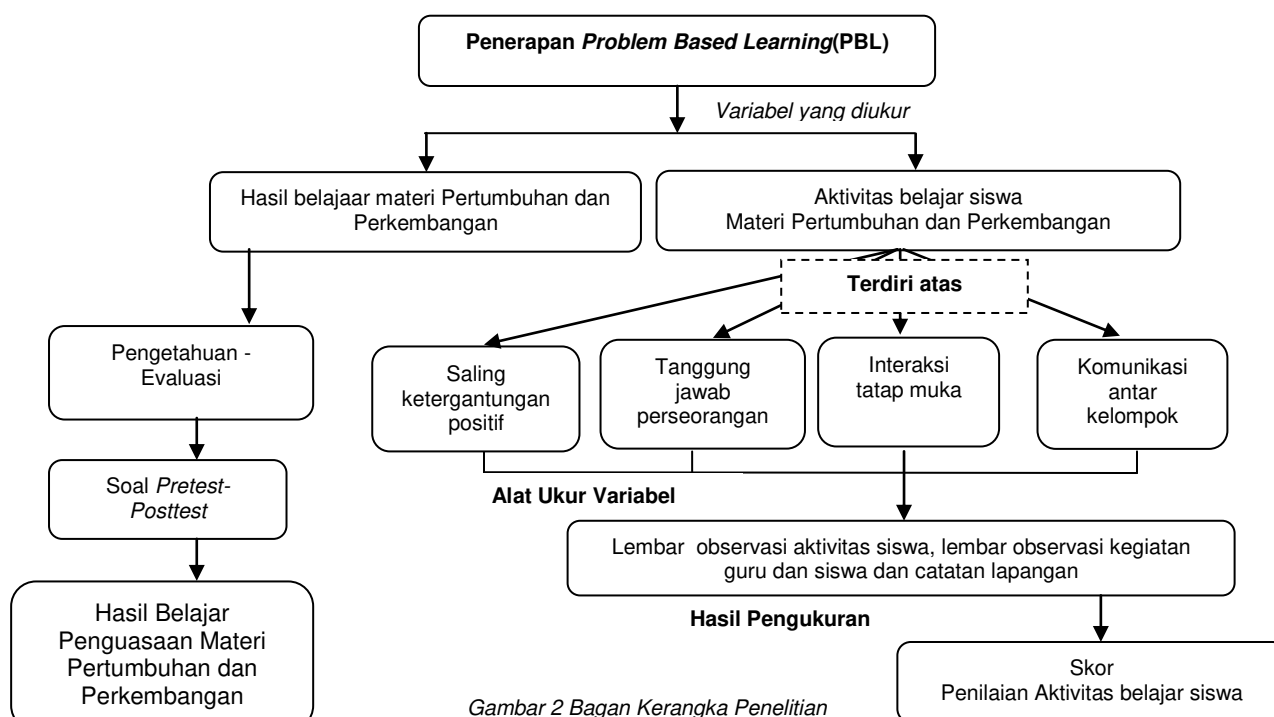 Penerapan Problem Based Learning(PBL)
Variabel yang diukur
Hasil belajaar materi Pertumbuhan dan
Perkembangan
Aktivitas belajar siswa
Materi Pertumbuhan dan Perkembangan
Terdiri atas
Pengetahuan -
Evaluasi
Saling
ketergantungan
positif
Tanggung
jawab
perseorangan
Interaksi
tatap muka
Komunikasi
antar
kelompok
Soal Pretest-
Posttest
Alat Ukur Variabel
Lembar observasi aktivitas siswa, lembar observasi kegiatan
guru dan siswa dan catatan lapangan
Hasil Belajar
Penguasaan Materi
Pertumbuhan dan
Perkembangan
Hasil Pengukuran
Skor
Penilaian Aktivitas belajar siswa
Gambar 2 Bagan Kerangka Penelitian